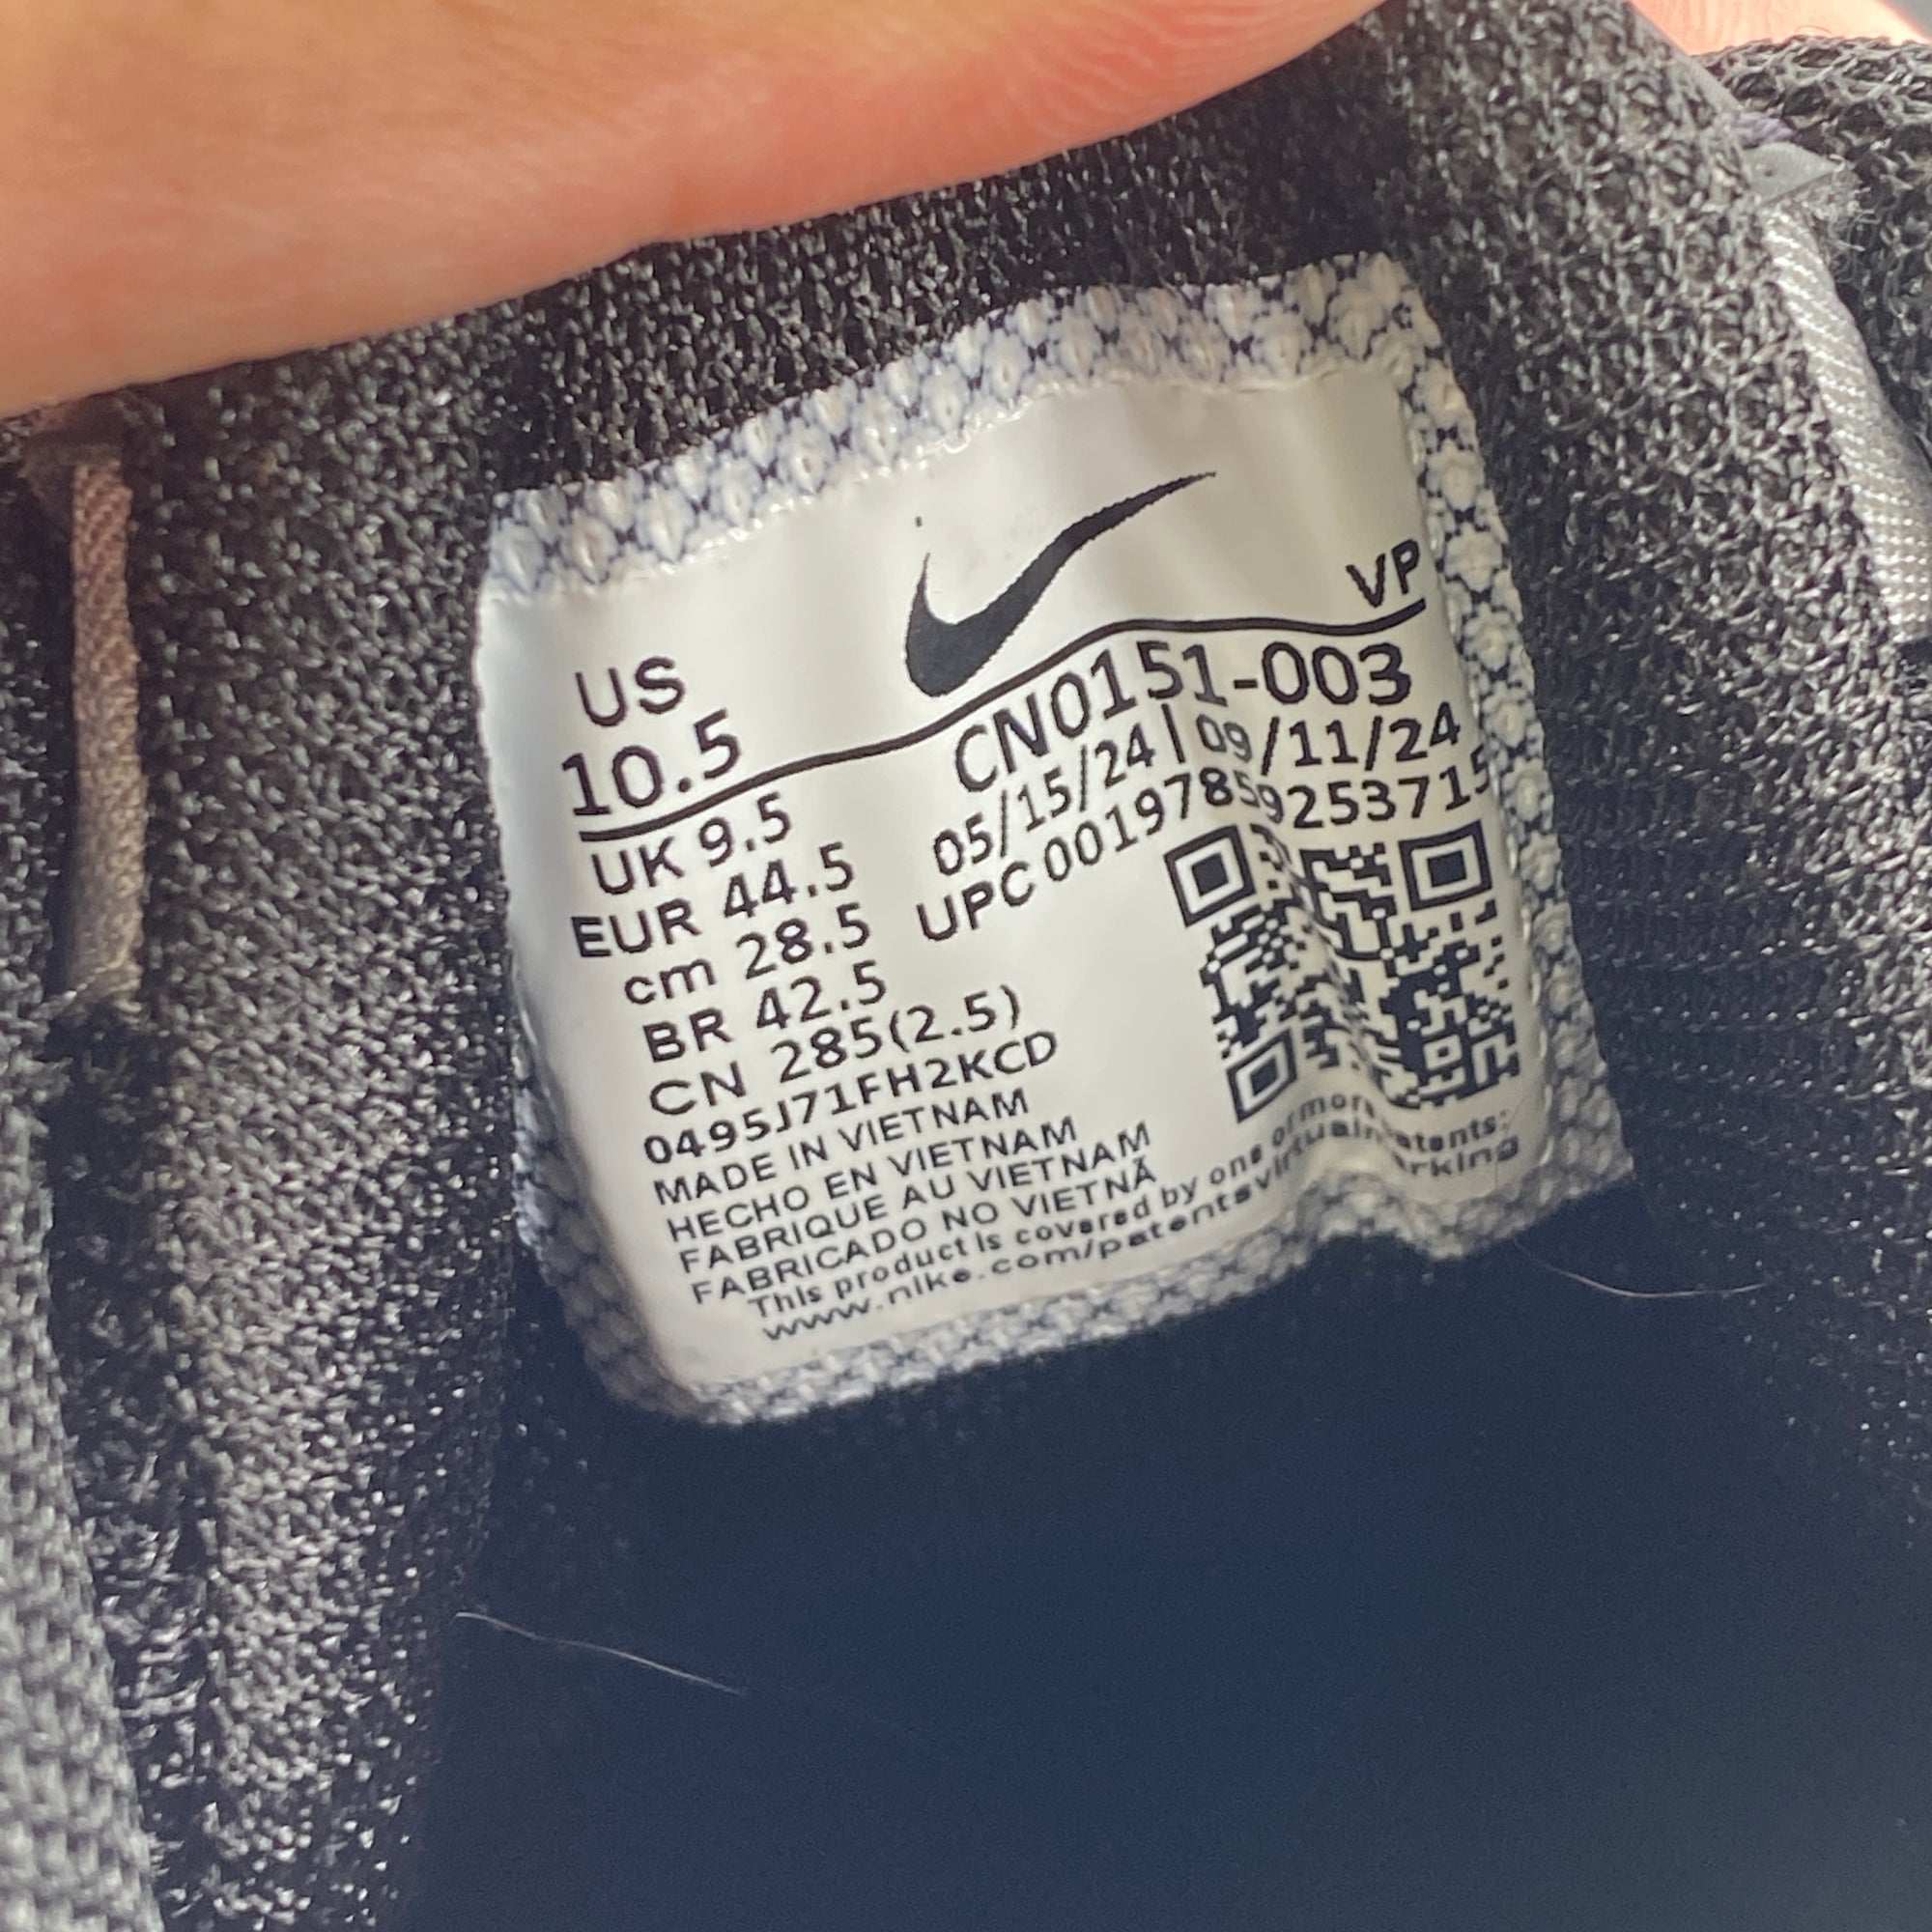 VP
US
10.5
CN0151-003
05/15/24 | 09/11/24
UPC 00197859253715
UK 9.5
EUR 44.5
cm 28.5
BR 42.5
CN 285(2.5)
0495J71FH2KCD
MADE IN VIETNAM
HECHO EN VIETNAM
FABRIQUE AU VIETNAM
FABRICADO NO VIETNÃ
This product is covered by one or more patents:
www.nike.com/patentsvirtualmarking